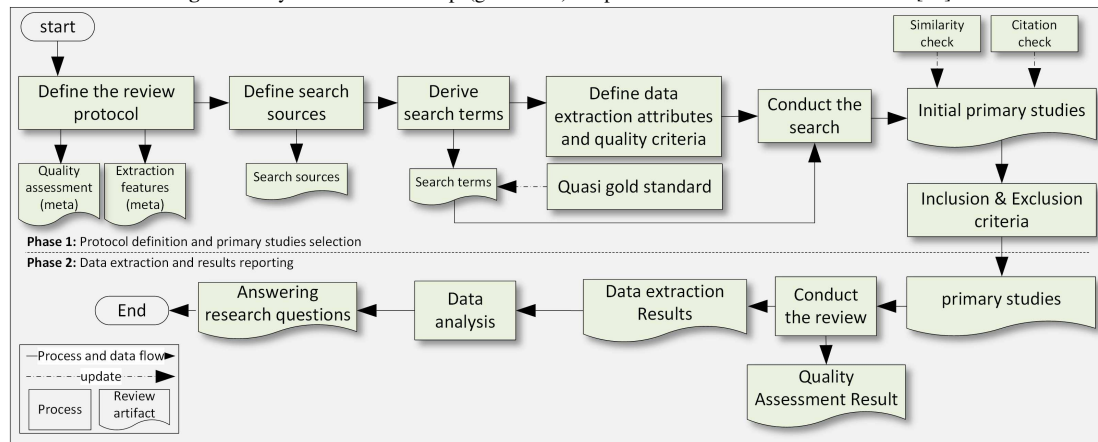 start
Similarity
check
Citation
check
Define the review
protocol
Define search
sources
Derive
search terms
Define data
extraction attributes
and quality criteria
Conduct the
search
Initial primary studies
Quality
assessment
(meta)
Extraction
features
(meta)
Search sources
Search terms
Quasi gold standard
Inclusion & Exclusion
criteria
Phase 1: Protocol definition and primary studies selection
Phase 2: Data extraction and results reporting
End
Answering
research questions
Data
analysis
Data extraction
Results
Conduct
the review
primary studies
Quality
Assessment Result
Process and data flow
update
Process
Review
artifact